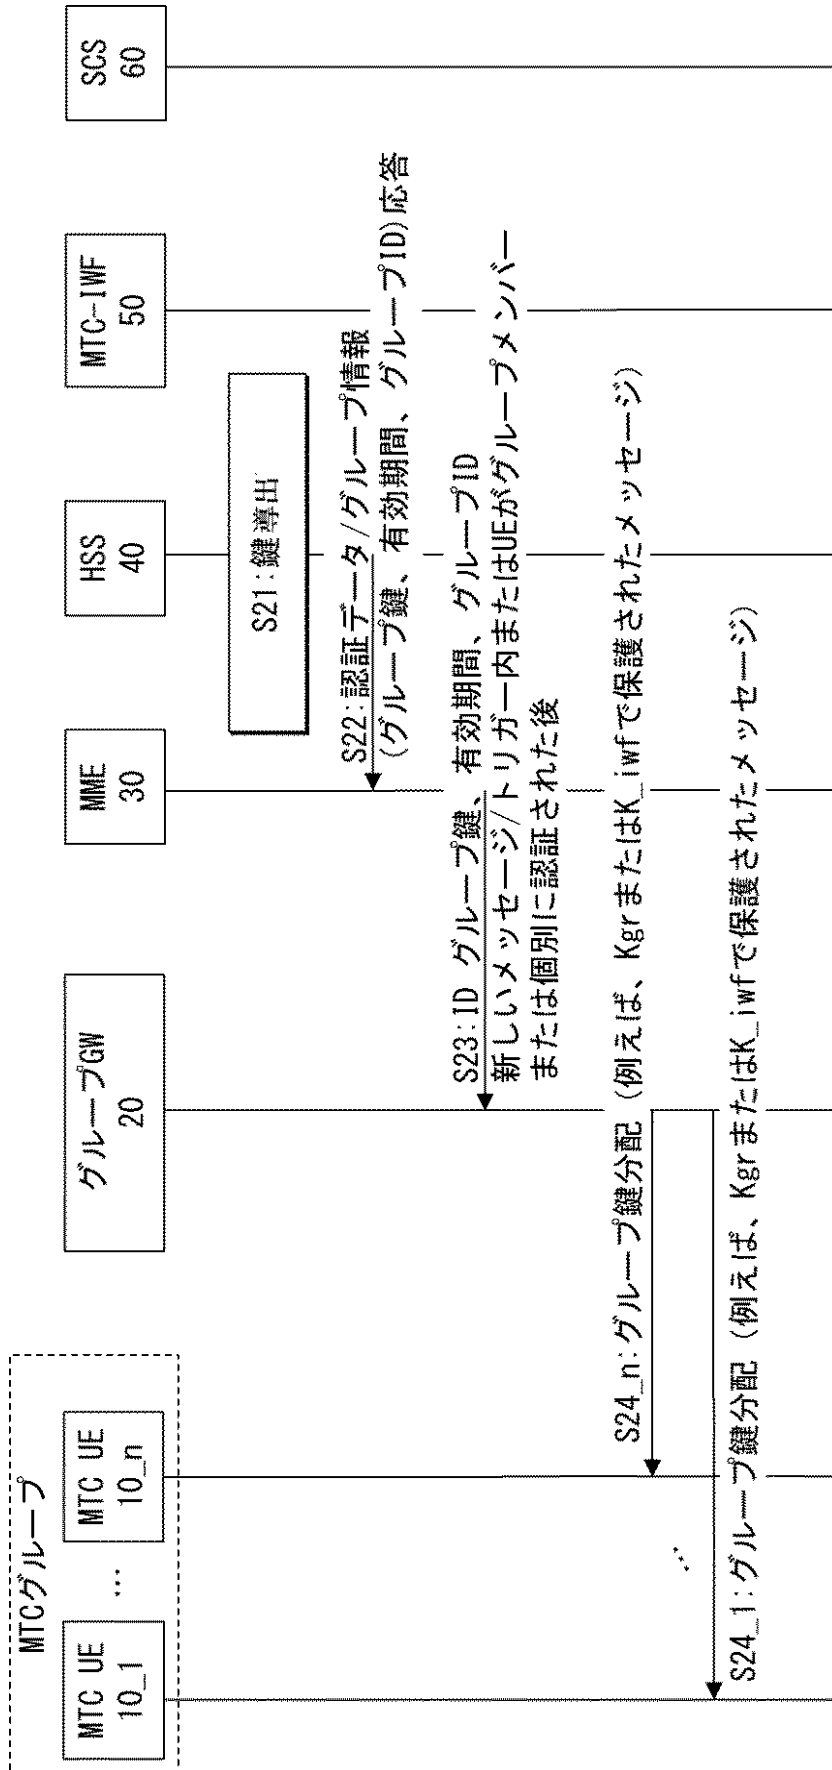 MTCグループ
MTC UE
10_1
...
MTC UE
10_n
グループGW
20
MME
30
HSS
40
MTC-IWF
50
SCS
60
S21:鍵導出
S22:認証データ/グループ情報
(グループ鍵、有効期間、グループID)応答
S23:ID グループ鍵、有効期間、グループID
新しいメッセージ/トリガー内またはUEがグループメンバー
または個別に認証された後
S24_n:グループ鍵分配 (例えば、KgrまたはK_iwfで保護されたメッセージ)
...
S24_1:グループ鍵分配 (例えば、KgrまたはK_iwfで保護されたメッセージ)